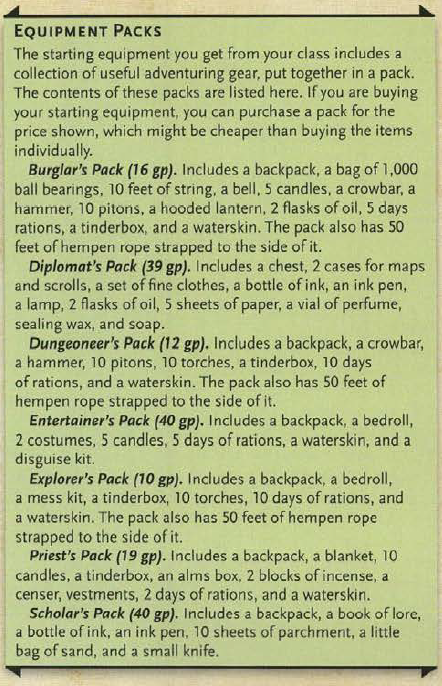 EQUIPMENT PACKS
The starting equipment you get from your class includes a
collection of useful adventuring gear, put together in a pack.
The contents of these packs are listed here. If you are buying
your starting equipment, you can purchase a pack for the
price shown, which might be cheaper than buying the items
individually.
Burglar's Pack (16 gp). Includes a backpack, a bag of 1,000
ball bearings, 10 feet of string, a bell, 5 candles, a crowbar, a
hammer, 10 pitons, a hooded lantern, 2 flasks of oil, 5 days
rations, a tinderbox, and a waterskin. The pack also has 50
feet of hempen rope strapped to the side of it.
Diplomat's Pack (39 gp). Includes a chest, 2 cases for maps
and scrolls, a set of fine clothes, a bottle of ink, an ink pen,
a lamp, 2 flasks of oil, 5 sheets of paper, a vial of perfume,
sealing wax, and soap.
Dungeoneer's Pack (12 gp). Includes a backpack, a crowbar,
a hammer, 10 pitons, 10 torches, a tinderbox, 10 days
of rations, and a waterskin. The pack also has 50 feet of
hempen rope strapped to the side of it.
Entertainer's Pack (40 gp). Includes a backpack, a bedroll,
2 costumes, 5 candles, 5 days of rations, a waterskin, and a
disguise kit.
Explorer's Pack (10 gp). Includes a backpack, a bedroll,
a mess kit, a tinderbox, 10 torches, 10 days of rations, and
a waterskin. The pack also has 50 feet of hempen rope
strapped to the side of it.
Priest's Pack (19 gp). Includes a backpack, a blanket, 10
candles, a tinderbox, an alms box, 2 blocks of incense, a
censer, vestments, 2 days of rations, and a waterskin.
Scholar's Pack (40 gp). Includes a backpack, a book of lore,
a bottle of ink, an ink pen, 10 sheets of parchment, a little
bag of sand, and a small knife.